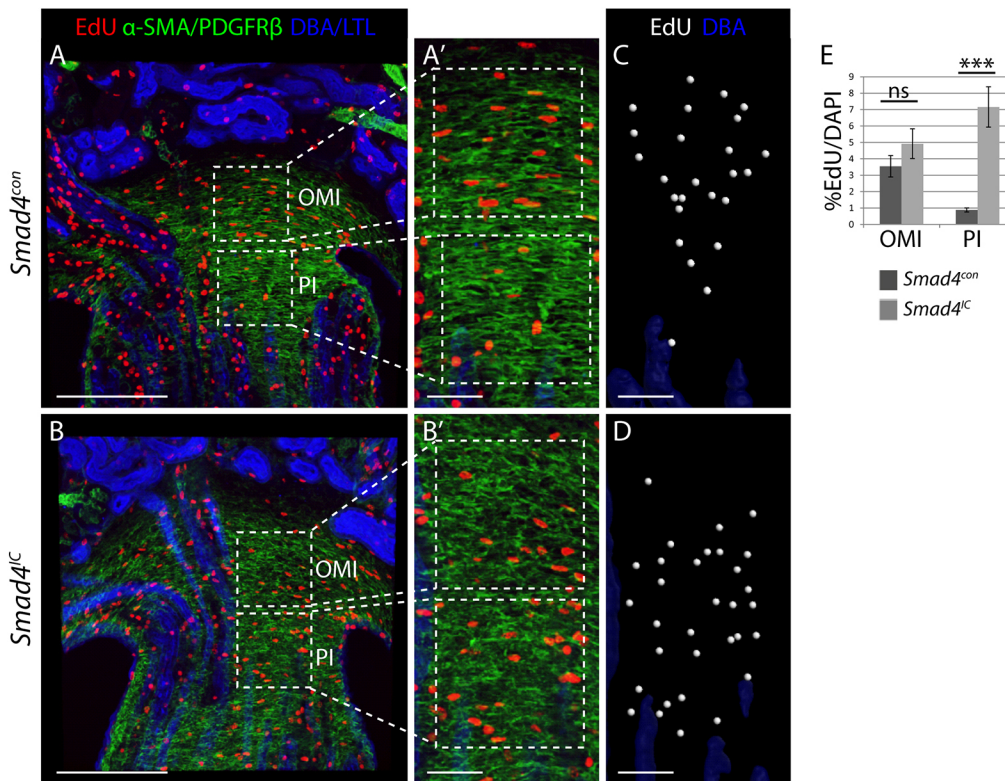 EdU α-SMA/PDGFRβ DBA/LTL
EdU DBA
A
A'
C
E
OMI
PI
Smad4con
B
B'
D
OMI
PI
Smad4IC
%EdU/DAPI
9
8
7
6
5
4
3
2
1
0
ns
***
OMI PI
Smad4con
Smad4IC